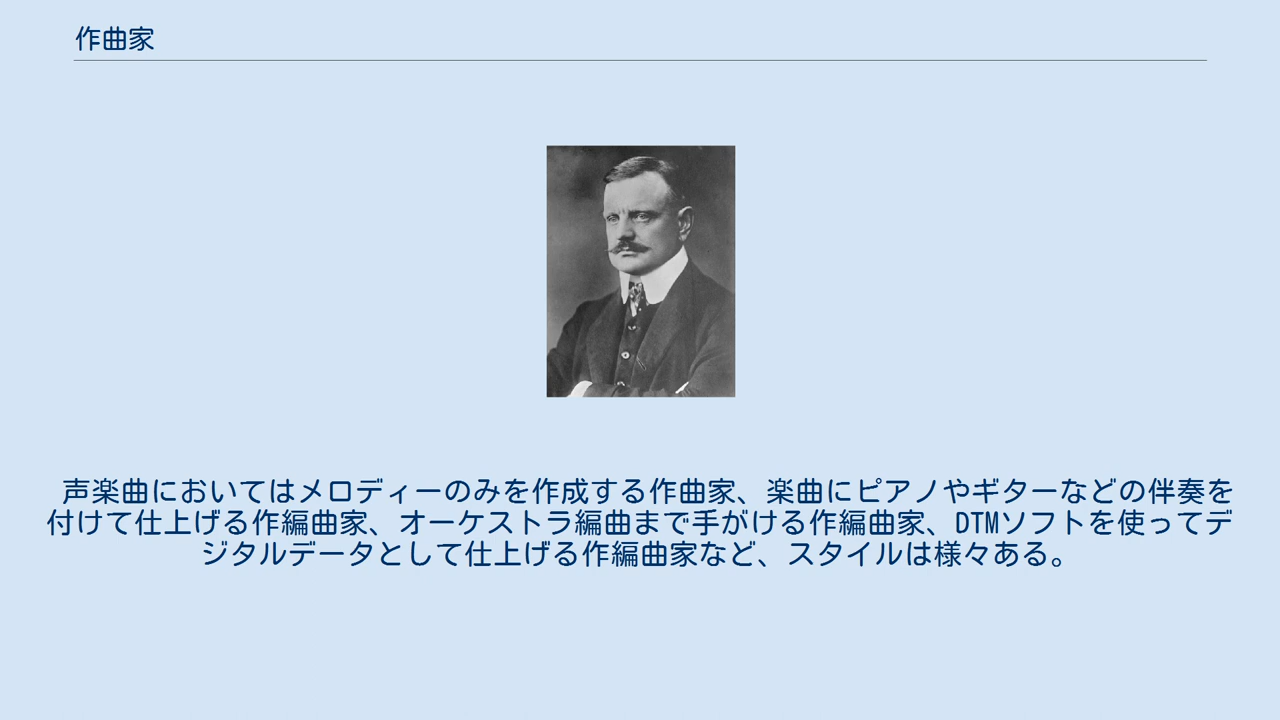 作曲家
声楽曲においてはメロディーのみを作成する作曲家、楽曲にピアノやギターなどの伴奏を
付けて仕上げる作編曲家、オーケストラ編曲まで手がける作編曲家、DTMソフトを使ってデ
ジタルデータとして仕上げる作編曲家など、スタイルは様々ある。